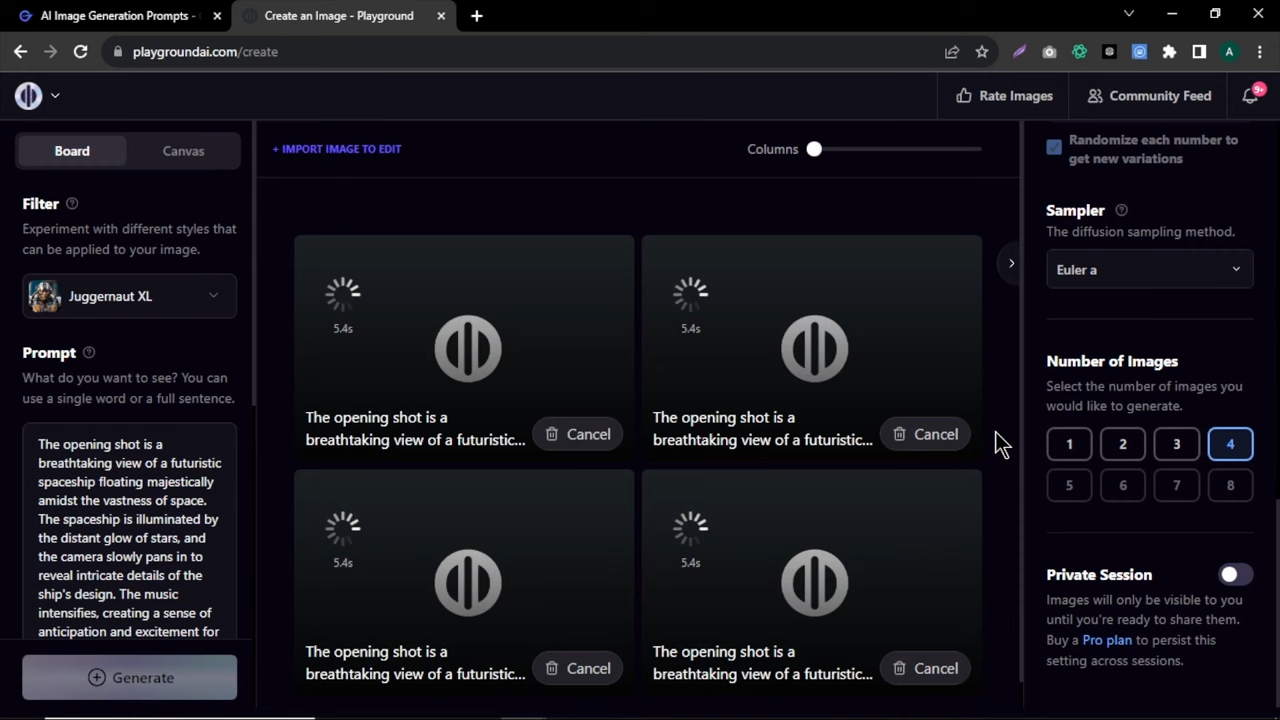 AI Image Generation Prompts -
Create an Image - Playground
playgroundai.com/create
A
Rate Images
Community Feed
9+
Board
Canvas
+ IMPORT IMAGE TO EDIT
Columns
Filter
Experiment with different styles that
can be applied to your image.
Juggernaut XL
Prompt
What do you want to see? You can
use a single word or a full sentence.
The opening shot is a
breathtaking view of a futuristic
spaceship floating majestically
amidst the vastness of space.
The spaceship is illuminated by
the distant glow of stars, and
the camera slowly pans in to
reveal intricate details of the
ship's design. The music
intensifies, creating a sense of
anticipation and excitement for
Generate
5.4s
The opening shot is a
breathtaking view of a futuristic...
Cancel
5.4s
The opening shot is a
breathtaking view of a futuristic...
Cancel
5.4s
The opening shot is a
breathtaking view of a futuristic...
Cancel
5.4s
The opening shot is a
breathtaking view of a futuristic...
Cancel
Randomize each number to
get new variations
Sampler
The diffusion sampling method.
Euler a
Number of Images
Select the number of images you
would like to generate.
1 2 3 4
5 6 7 8
Private Session
Images will only be visible to you
until you're ready to share them.
Buy a Pro plan to persist this
setting across sessions.